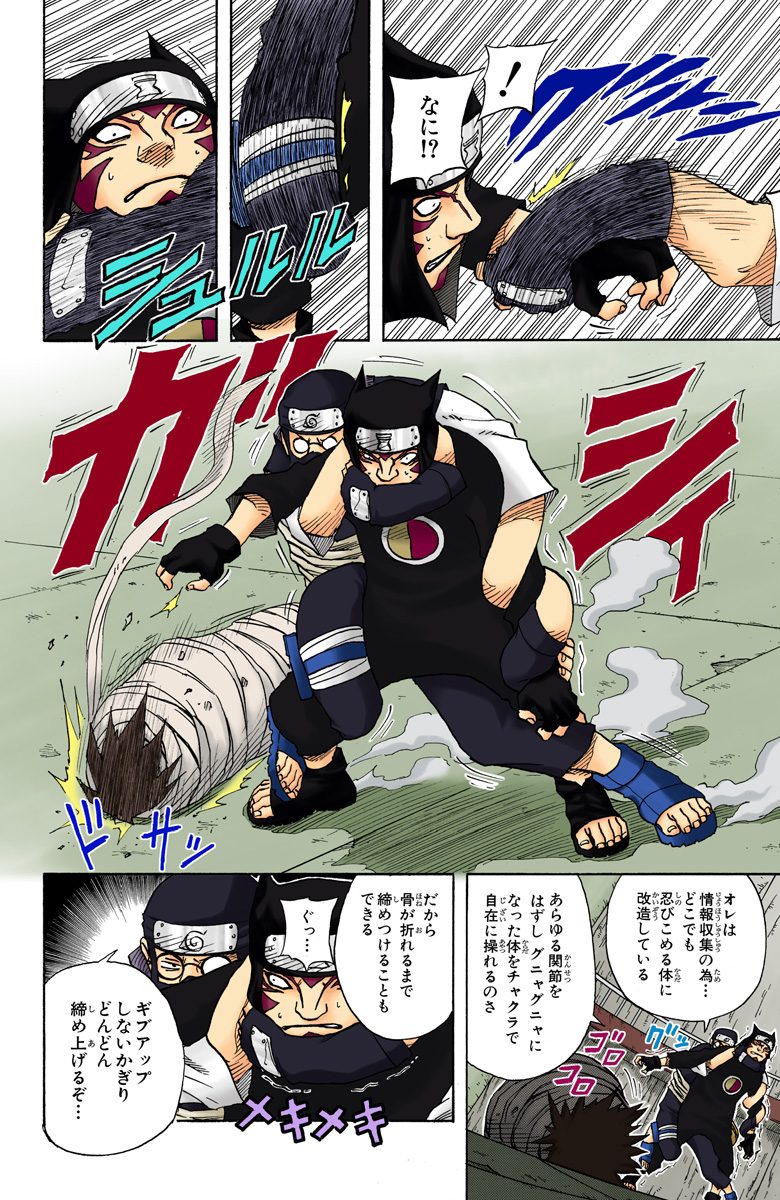 ！
なに!?
グルルル
シュルルル
ガッシィ
ドサッ
オレは
情報収集の為…
どこでも
忍びこめる体に
改造している
あらゆる関節を
はずし グニャグニャに
なった体をチャクラで
自在に操れるのさ
ゴロ
ゴロ
グッ
だから
骨が折れるまで
締めつけることも
できる
ぐっ…
メキメキ
ギブアップ
しないかぎり
どんどん
締め上げるぞ…